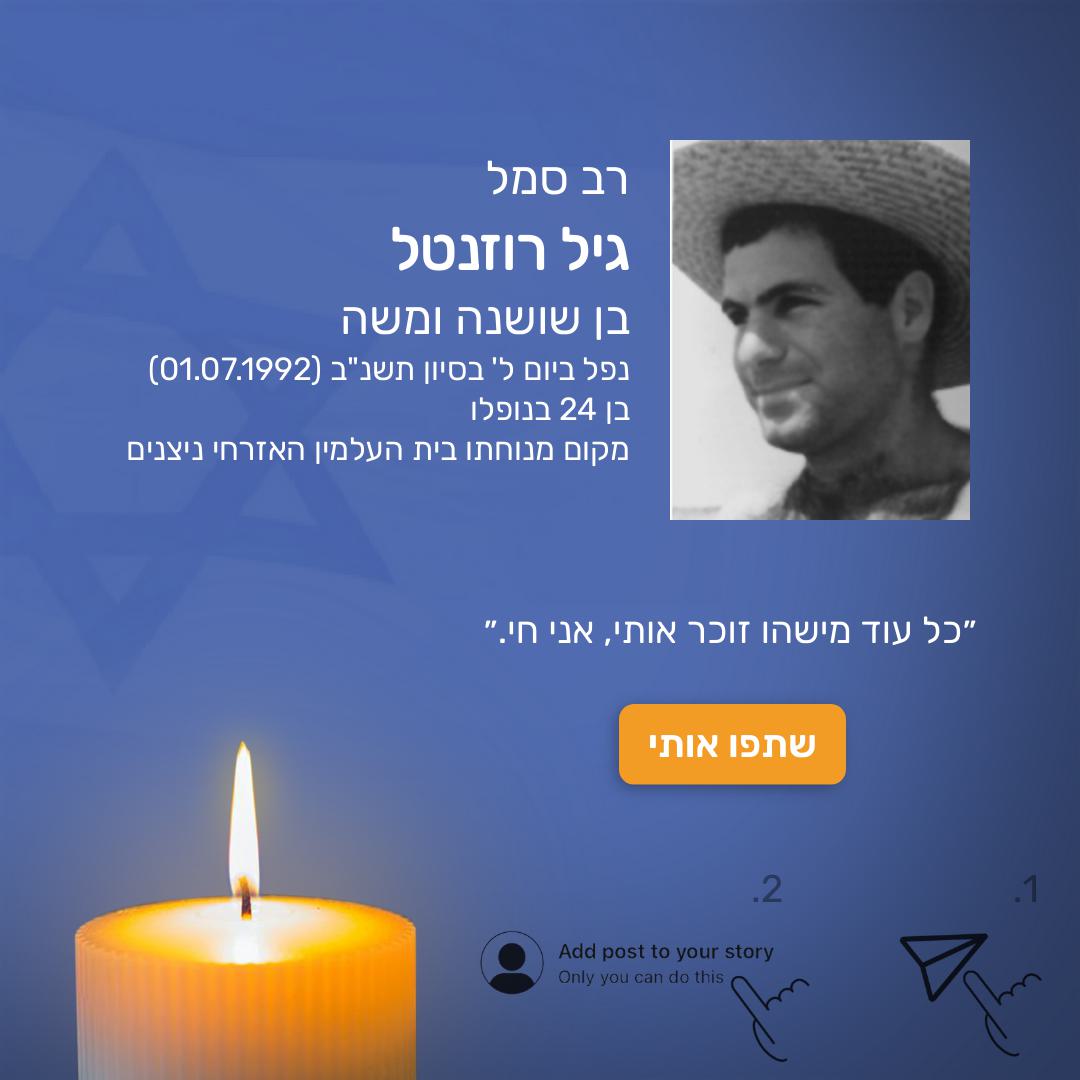 רב סמל
גיל רוזנטל
בן שושנה ומשה
נפל ביום ל' בסיון תשנ"ב (01.07.1992)
בן 24 בנופלו
מקום מנוחתו בית העלמין האזרחי ניצנים
״כל עוד מישהו זוכר אותי, אני חי.״
שתפו אותי
1.
2.
Add post to your story
Only you can do this